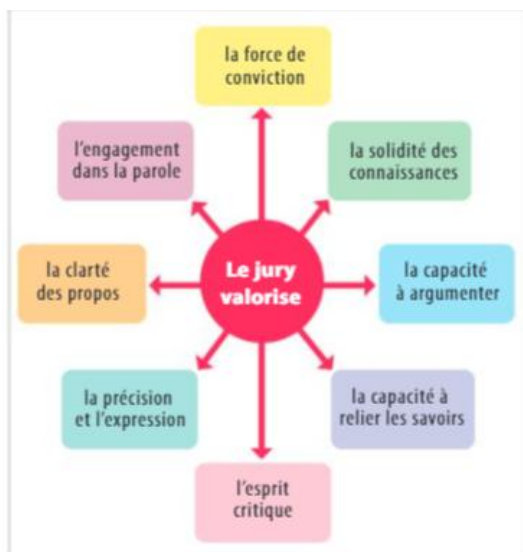 la force de
conviction
l'engagement
dans la parole
la solidité des
connaissances
Le jury
valorise
la clarté
des propos
la capacité
à argumenter
la précision
et l'expression
la capacité à
relier les savoirs
l'esprit
critique